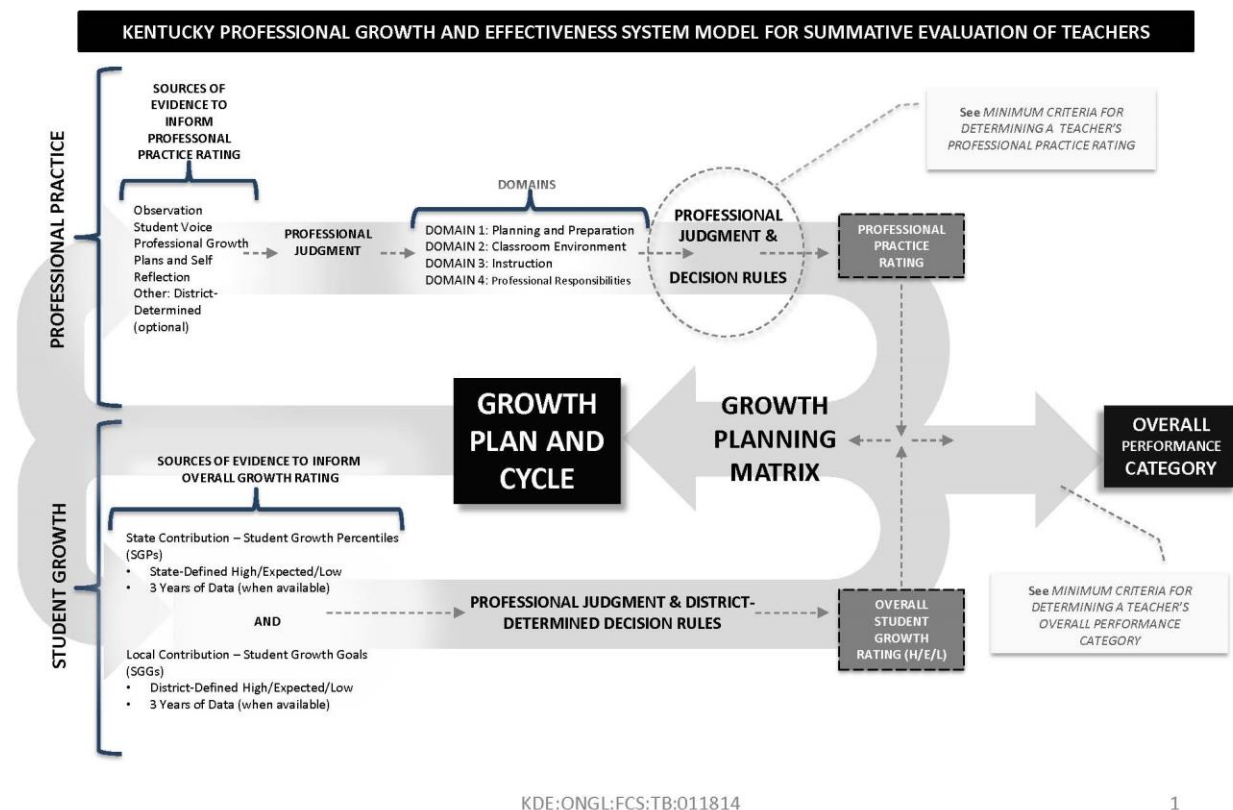 KENTUCKY PROFESSIONAL GROWTH AND EFFECTIVENESS SYSTEM MODEL FOR SUMMATIVE EVALUATION OF TEACHERS
PROFESSIONAL PRACTICE
SOURCES OF
EVIDENCE TO
INFORM
PROFESSIONAL
PRACTICE RATING
Observation
Student Voice
Professional Growth
Plans and Self
Reflection
Other: District-
Determined
(optional)
PROFESSIONAL
JUDGMENT
DOMAINS
DOMAIN 1: Planning and Preparation
DOMAIN 2: Classroom Environment
DOMAIN 3: Instruction
DOMAIN 4: Professional Responsibilities
PROFESSIONAL
JUDGMENT &
DECISION RULES
PROFESSIONAL
PRACTICE
RATING
See MINIMUM CRITERIA FOR
DETERMINING A TEACHER'S
PROFESSIONAL PRACTICE RATING
GROWTH
PLAN AND
CYCLE
GROWTH
PLANNING
MATRIX
OVERALL
PERFORMANCE
CATEGORY
STUDENT GROWTH
SOURCES OF EVIDENCE TO INFORM
OVERALL GROWTH RATING
State Contribution – Student Growth Percentiles
(SGPs)
• State-Defined High/Expected/Low
• 3 Years of Data (when available)
AND
Local Contribution – Student Growth Goals
(SGGs)
• District-Defined High/Expected/Low
• 3 Years of Data (when available)
PROFESSIONAL JUDGMENT & DISTRICT-
DETERMINED DECISION RULES
OVERALL
STUDENT
GROWTH
RATING (H/E/L)
See MINIMUM CRITERIA FOR
DETERMINING A TEACHER'S
OVERALL PERFORMANCE
CATEGORY
KDE:ONGL:FCS:TB:011814
1